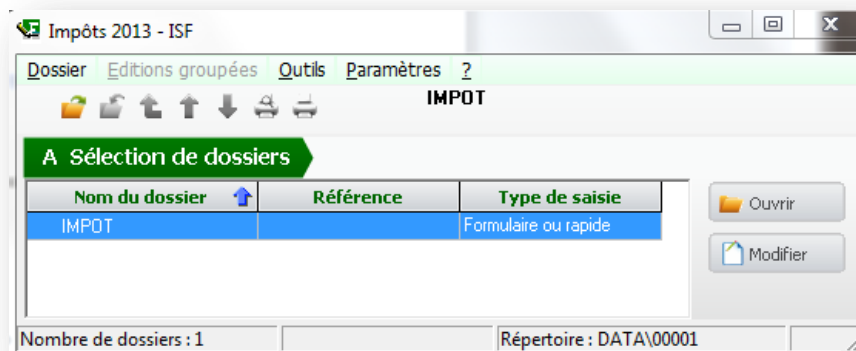 Impôts 2013 - ISF
Dossier Editions groupées Outils Paramètres ?
IMPOT
A Sélection de dossiers
Nom du dossier Référence Type de saisie
IMPOT Formulaire ou rapide
Ouvrir
Modifier
Nombre de dossiers : 1 Répertoire : DATA\00001